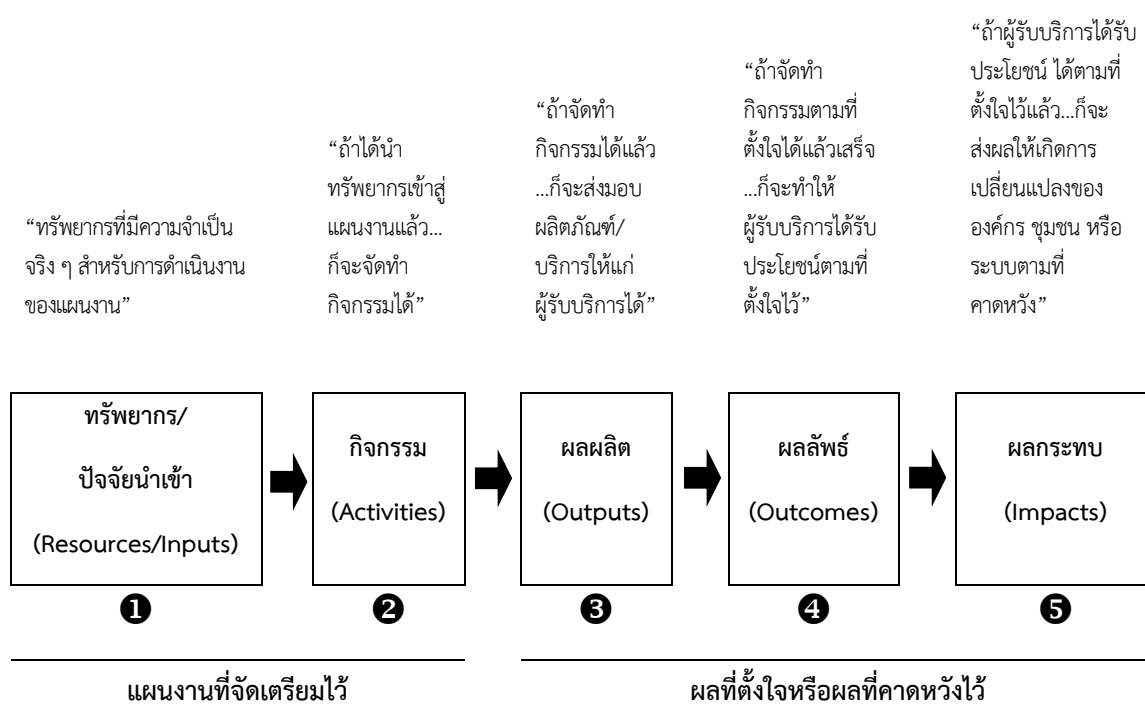 “ทรัพยากรที่มีความจำเป็น
จริง ๆ สำหรับการดำเนินงาน
ของแผนงาน”
“ถ้าได้นำ
ทรัพยากรเข้าสู่
แผนงานแล้ว...
ก็จะจัดทำ
กิจกรรมได้”
“ถ้าจัดทำ
กิจกรรมได้แล้ว
...ก็จะส่งมอบ
ผลิตภัณฑ์/
บริการให้แก่
ผู้รับบริการได้”
“ถ้าจัดทำ
กิจกรรมตามที่
ตั้งใจได้แล้วเสร็จ
...ก็จะทำให้
ผู้รับบริการได้รับ
ประโยชน์ตามที่
ตั้งใจไว้”
“ถ้าผู้รับบริการได้รับ
ประโยชน์ ได้ตามที่
ตั้งใจไว้แล้ว...ก็จะ
ส่งผลให้เกิดการ
เปลี่ยนแปลงของ
องค์กร ชุมชน หรือ
ระบบตามที่
คาดหวัง”
ทรัพยากร/
ปัจจัยนำเข้า
(Resources/Inputs)
กิจกรรม
(Activities)
ผลผลิต
(Outputs)
ผลลัพธ์
(Outcomes)
ผลกระทบ
(Impacts)
❶
❷
❸
❹
❺
แผนงานที่จัดเตรียมไว้
ผลที่ตั้งใจหรือผลที่คาดหวังไว้